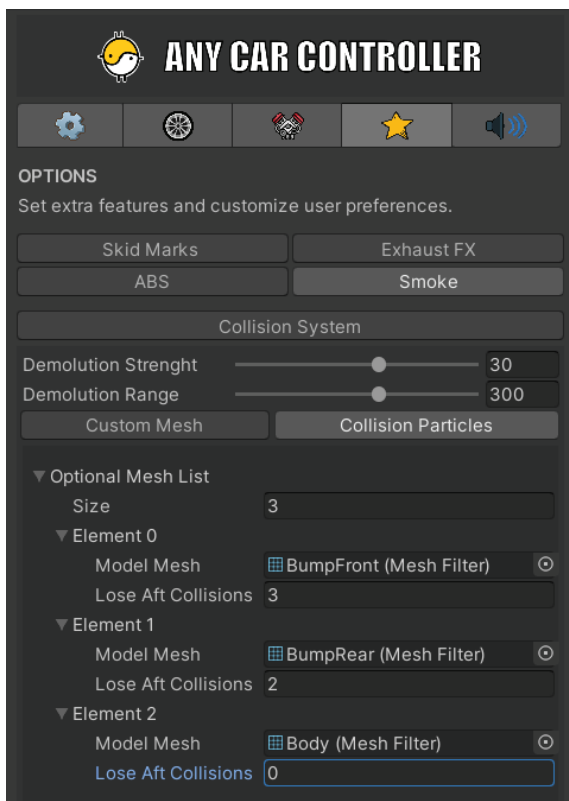 ANY CAR CONTROLLER
OPTIONS
Set extra features and customize user preferences.
Skid Marks Exhaust FX
ABS Smoke
Collision System
Demolution Strenght 30
Demolution Range 300
Custom Mesh Collision Particles
Optional Mesh List
Size 3
Element 0
Model Mesh BumpFront (Mesh Filter)
Lose Aft Collisions 3
Element 1
Model Mesh BumpRear (Mesh Filter)
Lose Aft Collisions 2
Element 2
Model Mesh Body (Mesh Filter)
Lose Aft Collisions 0